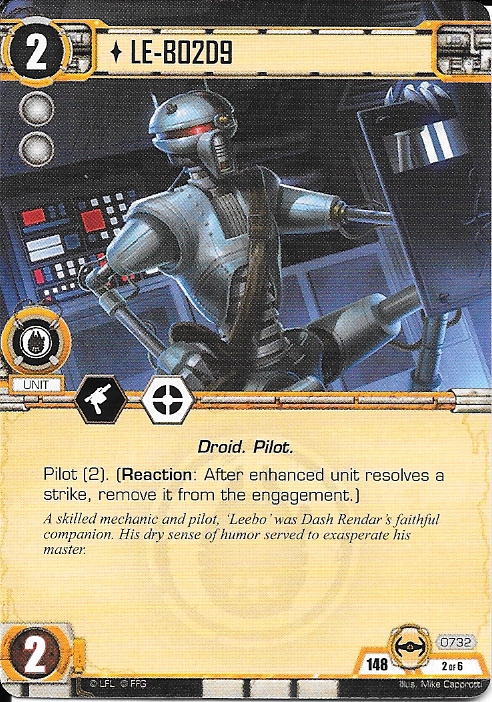 2
LE-BO2D9
UNIT
Droid. Pilot.
Pilot (2). (Reaction: After enhanced unit resolves a
strike, remove it from the engagement.)
A skilled mechanic and pilot, ‘Leebo’ was Dash Rendar’s faithful
companion. His dry sense of humor served to exasperate his
master.
2
0732
148
2 OF 6
© LFL © FFG
Illus. Mike Capprotti